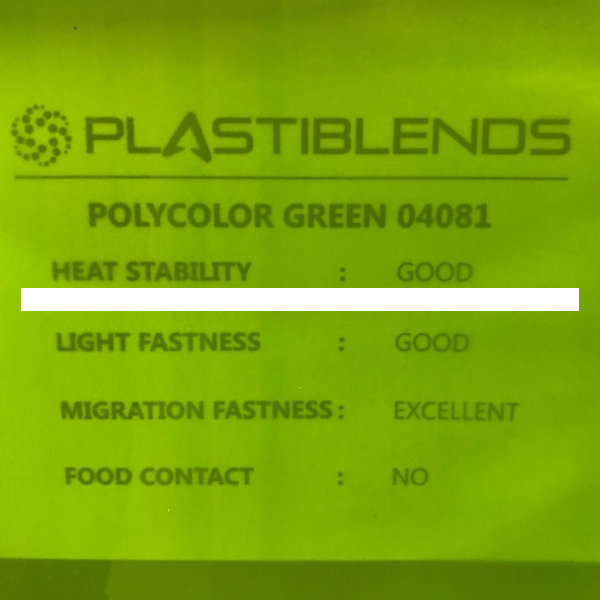 PLASTIBLENDS
POLYCOLOR GREEN 04081
HEAT STABILITY : GOOD
LIGHT FASTNESS : GOOD
MIGRATION FASTNESS : EXCELLENT
FOOD CONTACT : NO